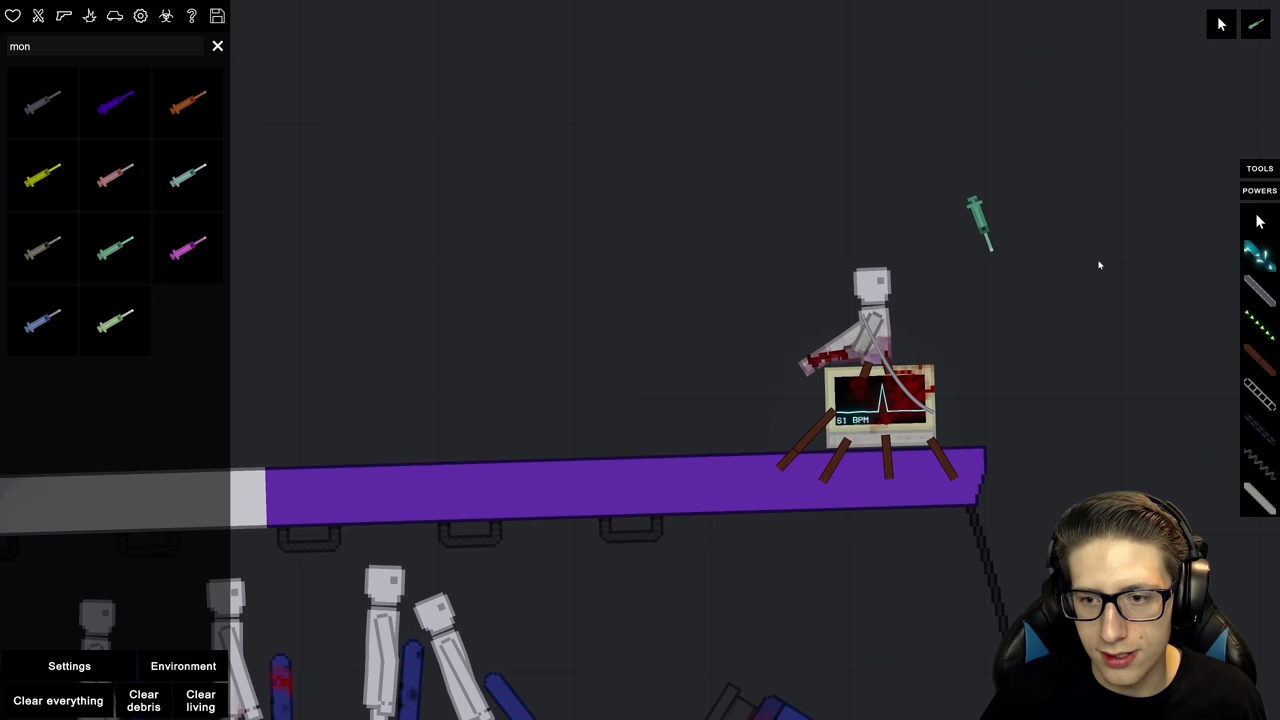 mon
TOOLS
POWERS
61 BPM
Settings
Environment
Clear everything
Clear debris
Clear living